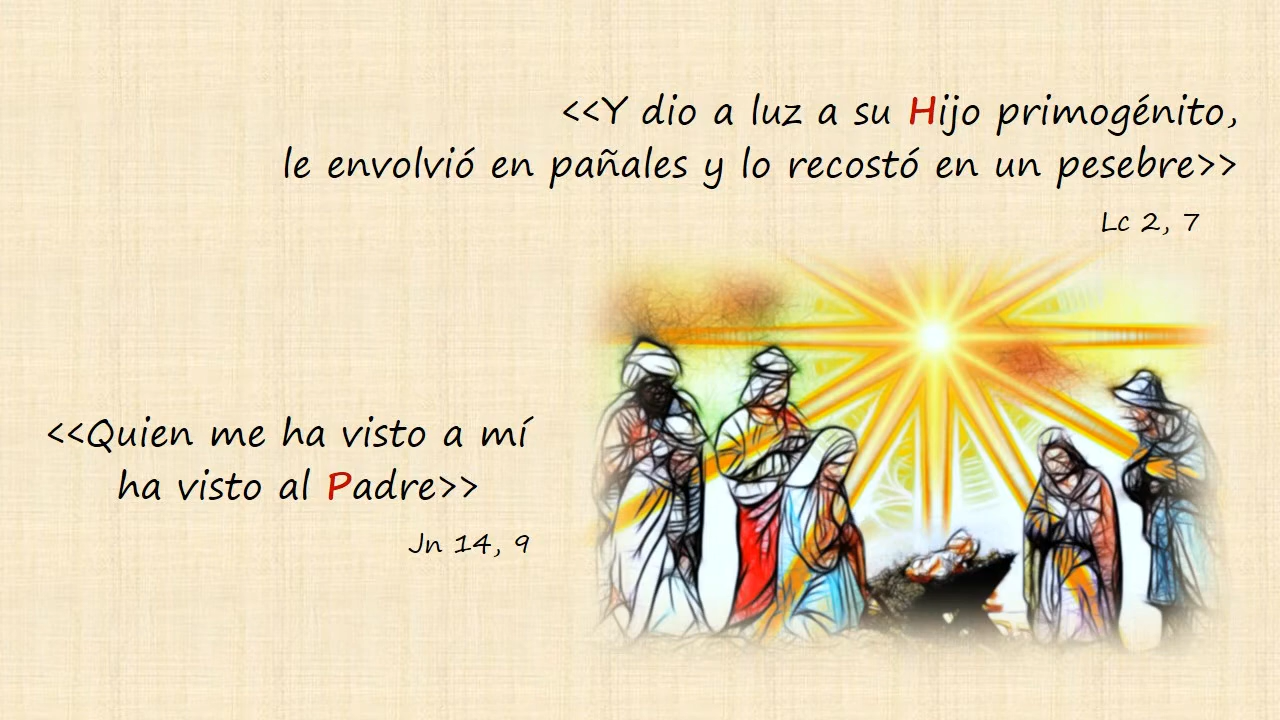 <<Y dio a luz a su Hijo primogénito,
le envolvió en pañales y lo recostó en un pesebre>>
Lc 2, 7
<<Quien me ha visto a mí
ha visto al Padre>>
Jn 14, 9